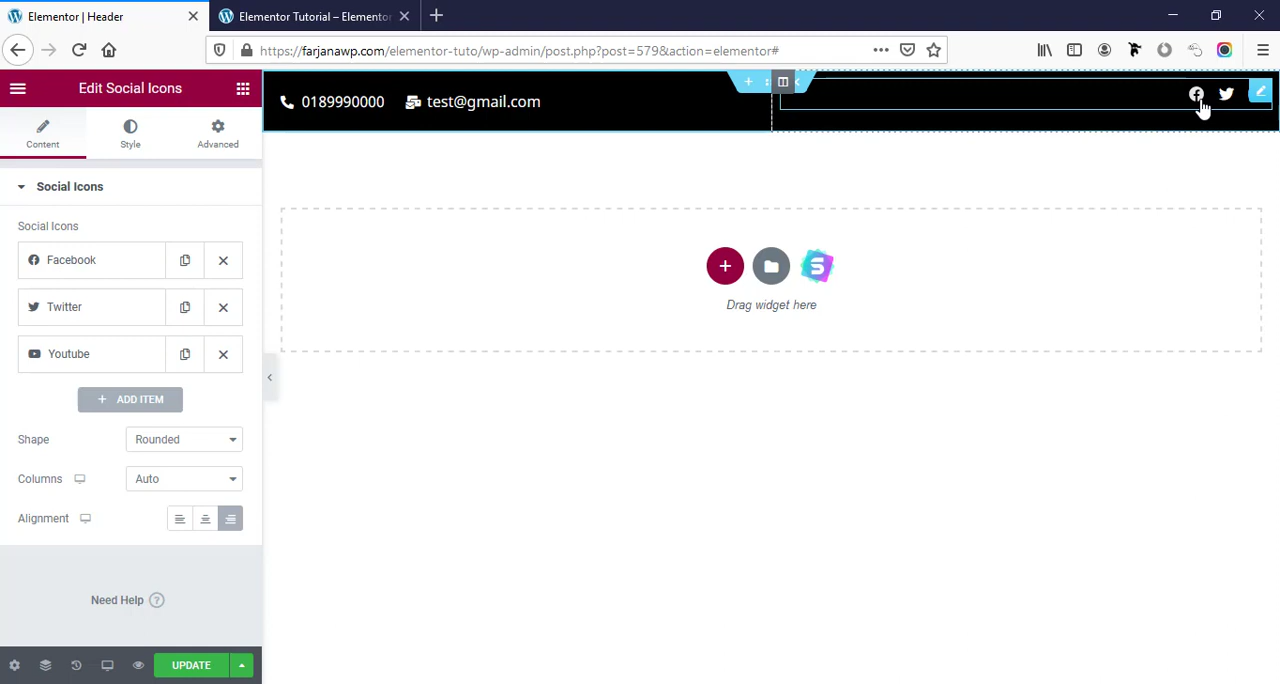 Elementor | Header
Elementor Tutorial – Elementor
https://farjanawp.com/elementor-tuto/wp-admin/post.php?post=579&action=elementor#
Edit Social Icons
0189990000 test@gmail.com
Content Style Advanced
Social Icons
Social Icons
Facebook
Twitter
Youtube
+ ADD ITEM
Shape Rounded
Columns Auto
Alignment
Drag widget here
Need Help ?
UPDATE